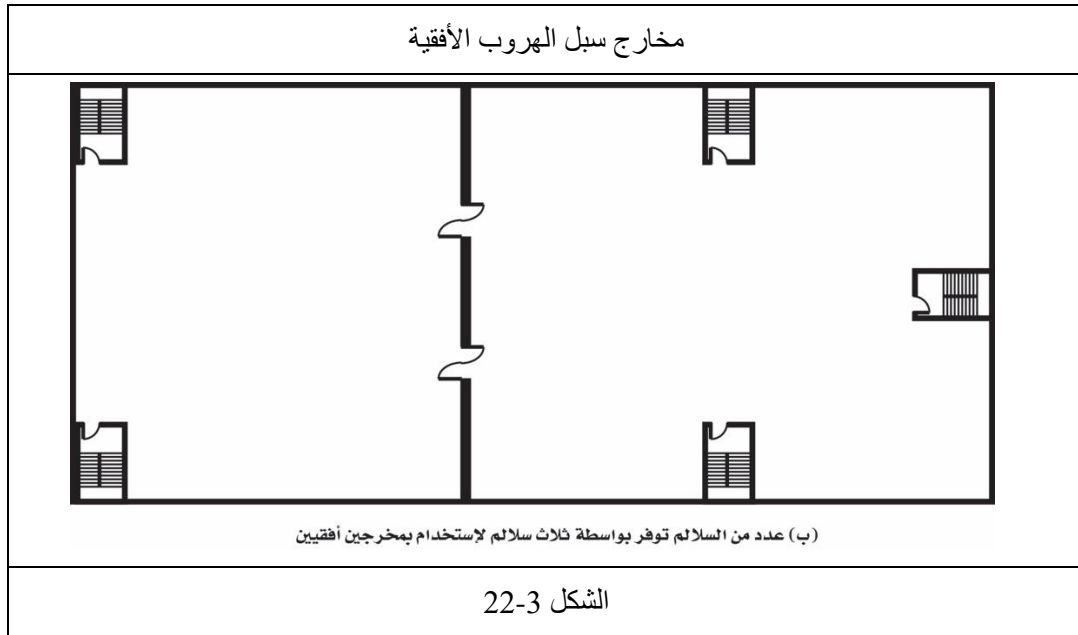 مخارج سبل الهروب الأفقية
(ب) عدد من السلالم توفر بواسطة ثلاث سلالم لإستخدام بمخرجين أفقيين
الشكل 3-22